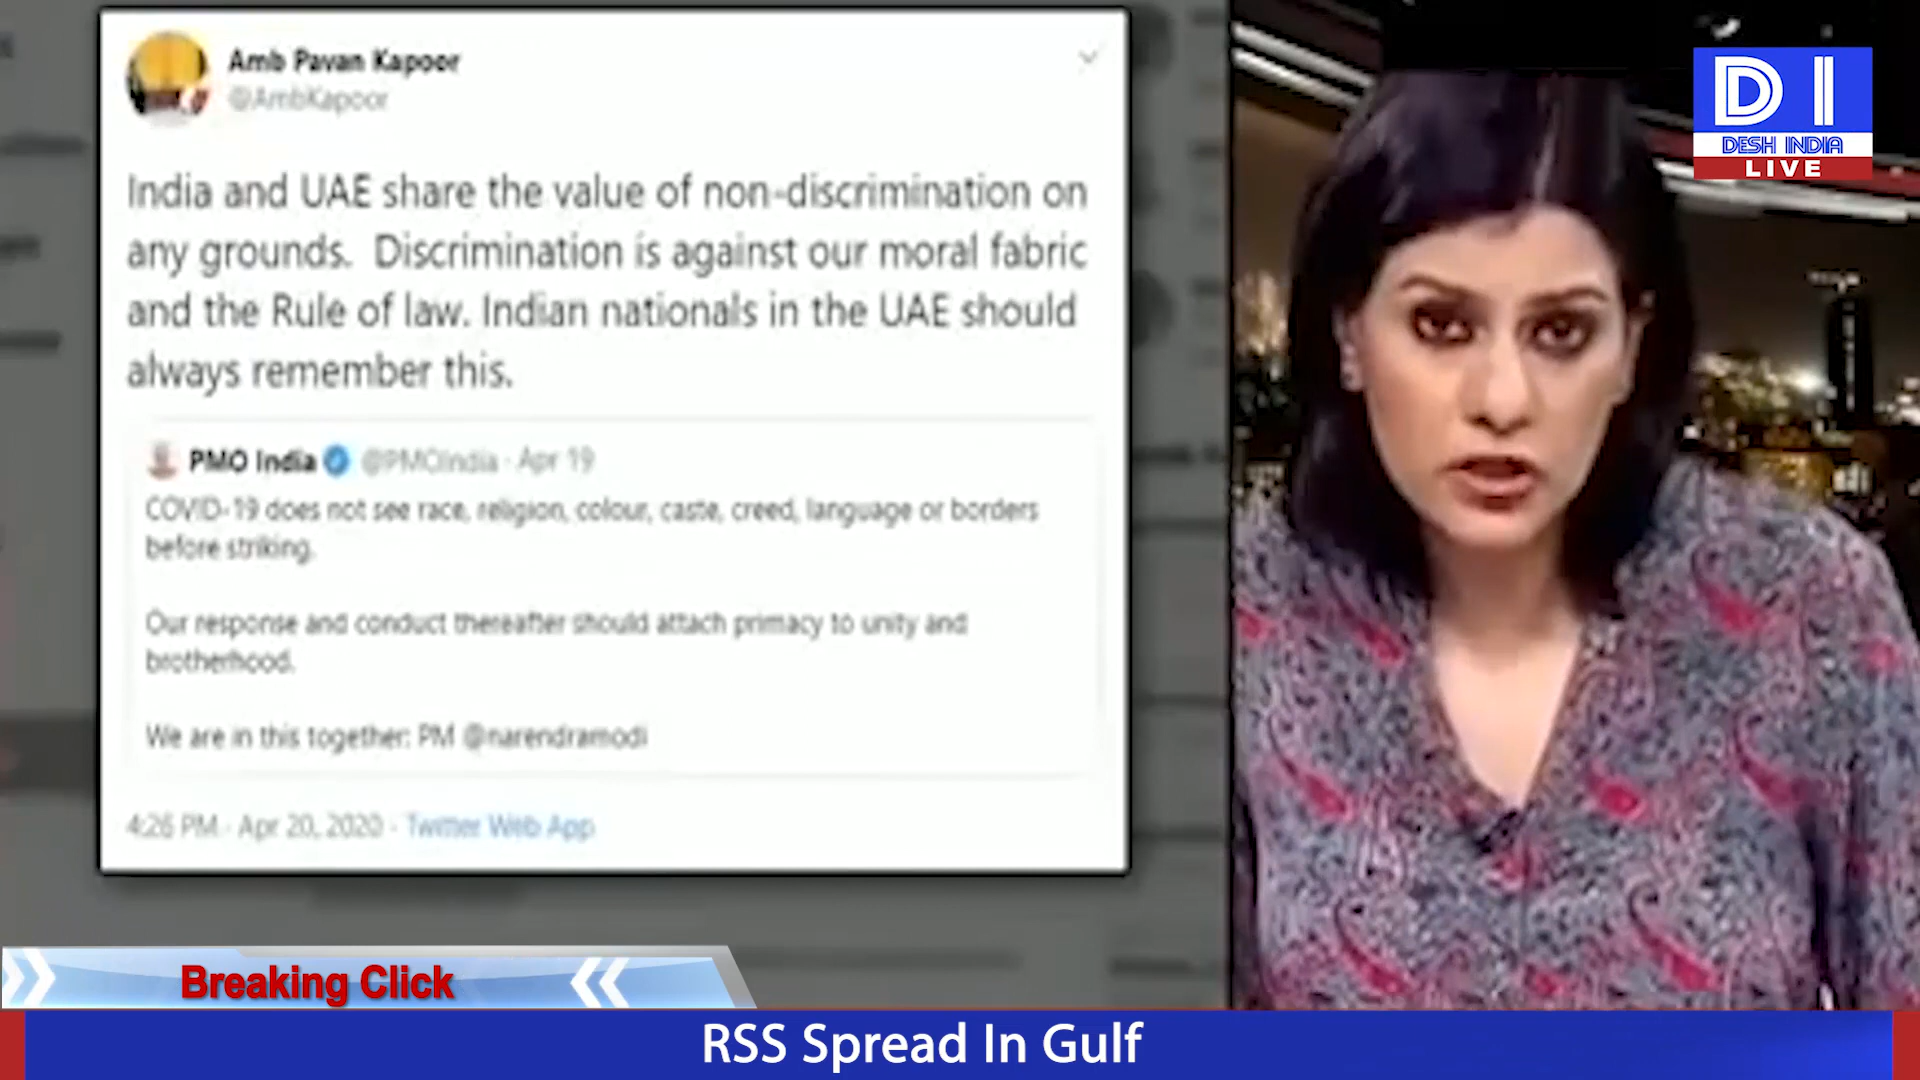 Amb Pavan Kapoor
@AmbKapoor
India and UAE share the value of non-discrimination on
any grounds. Discrimination is against our moral fabric
and the Rule of law. Indian nationals in the UAE should
always remember this.
PMO India @PMOIndia · Apr 19
COVID-19 does not see race, religion, colour, caste, creed, language or borders
before striking.
Our response and conduct thereafter should attach primacy to unity and
brotherhood.
We are in this together: PM @narendramodi
4:26 PM · Apr 20, 2020 · Twitter Web App
D I
DESH INDIA
LIVE
Breaking Click
RSS Spread In Gulf